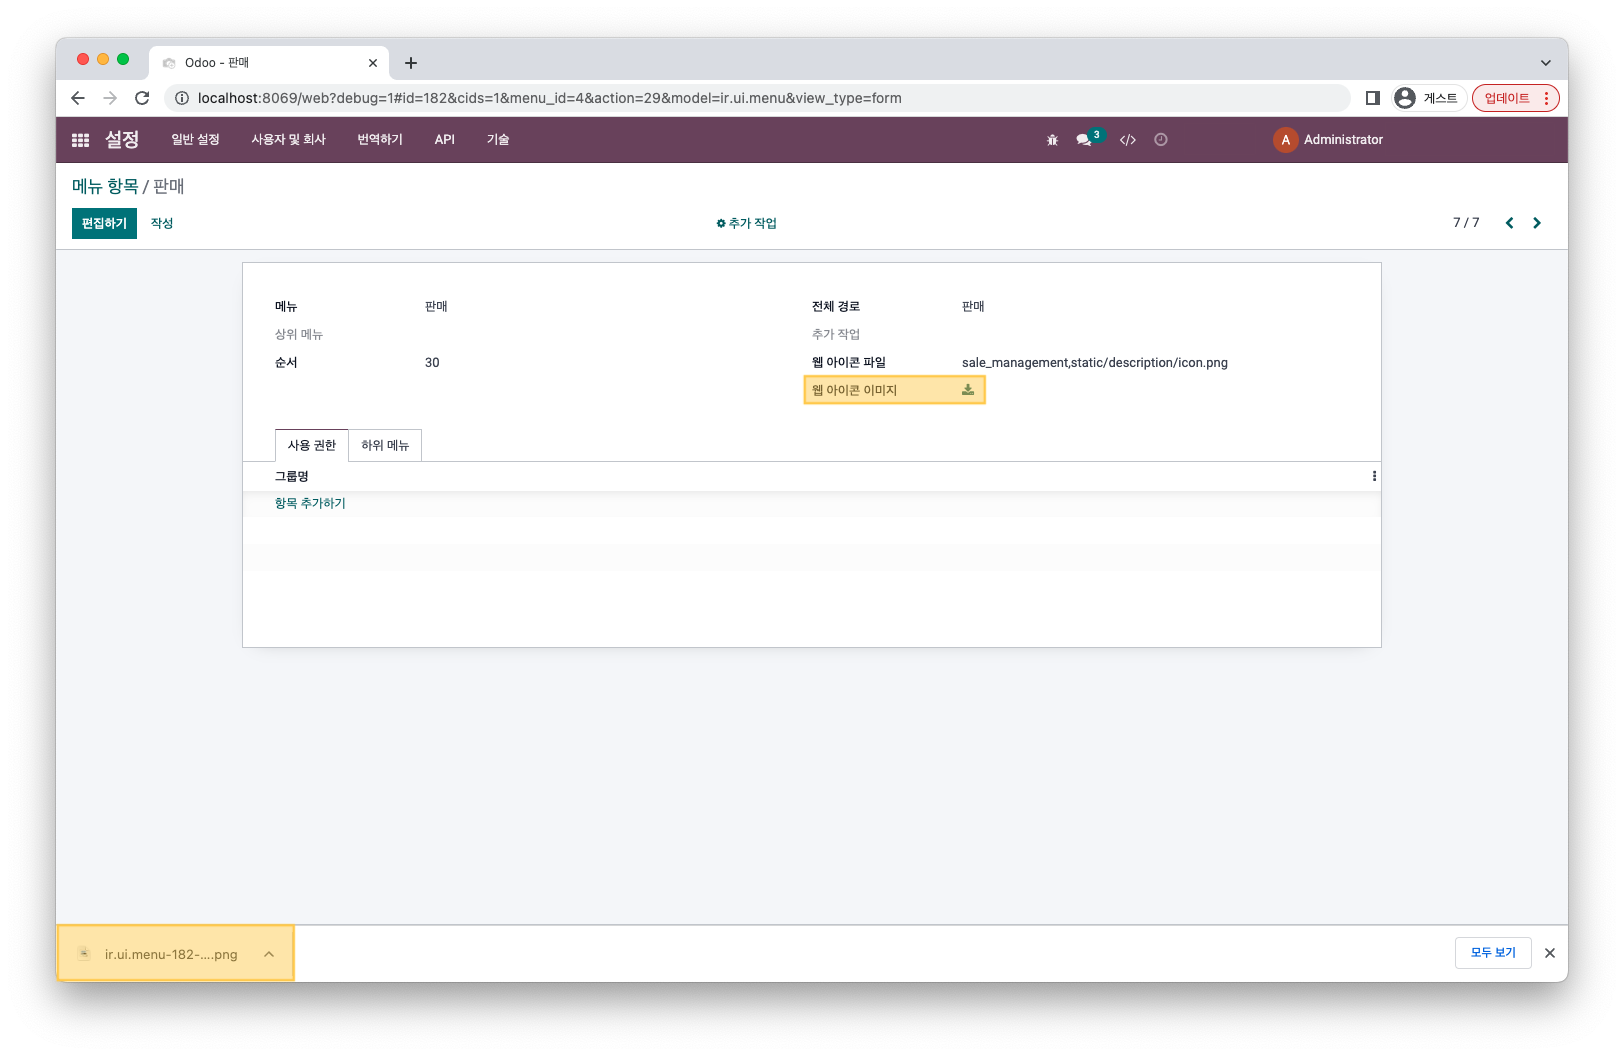 Odoo - 판매
localhost:8069/web?debug=1#id=182&cids=1&menu_id=4&action=29&model=ir.ui.menu&view_type=form
게스트
업데이트
설정 일반 설정 사용자 및 회사 번역하기 API 기술
3
A Administrator
메뉴 항목 / 판매
편집하기 작성
추가 작업
7 / 7
메뉴 판매
상위 메뉴
순서 30
전체 경로 판매
추가 작업
웹 아이콘 파일 sale_management,static/description/icon.png
웹 아이콘 이미지
사용 권한 하위 메뉴
그룹명
항목 추가하기
ir.ui.menu-182-....png
모두 보기